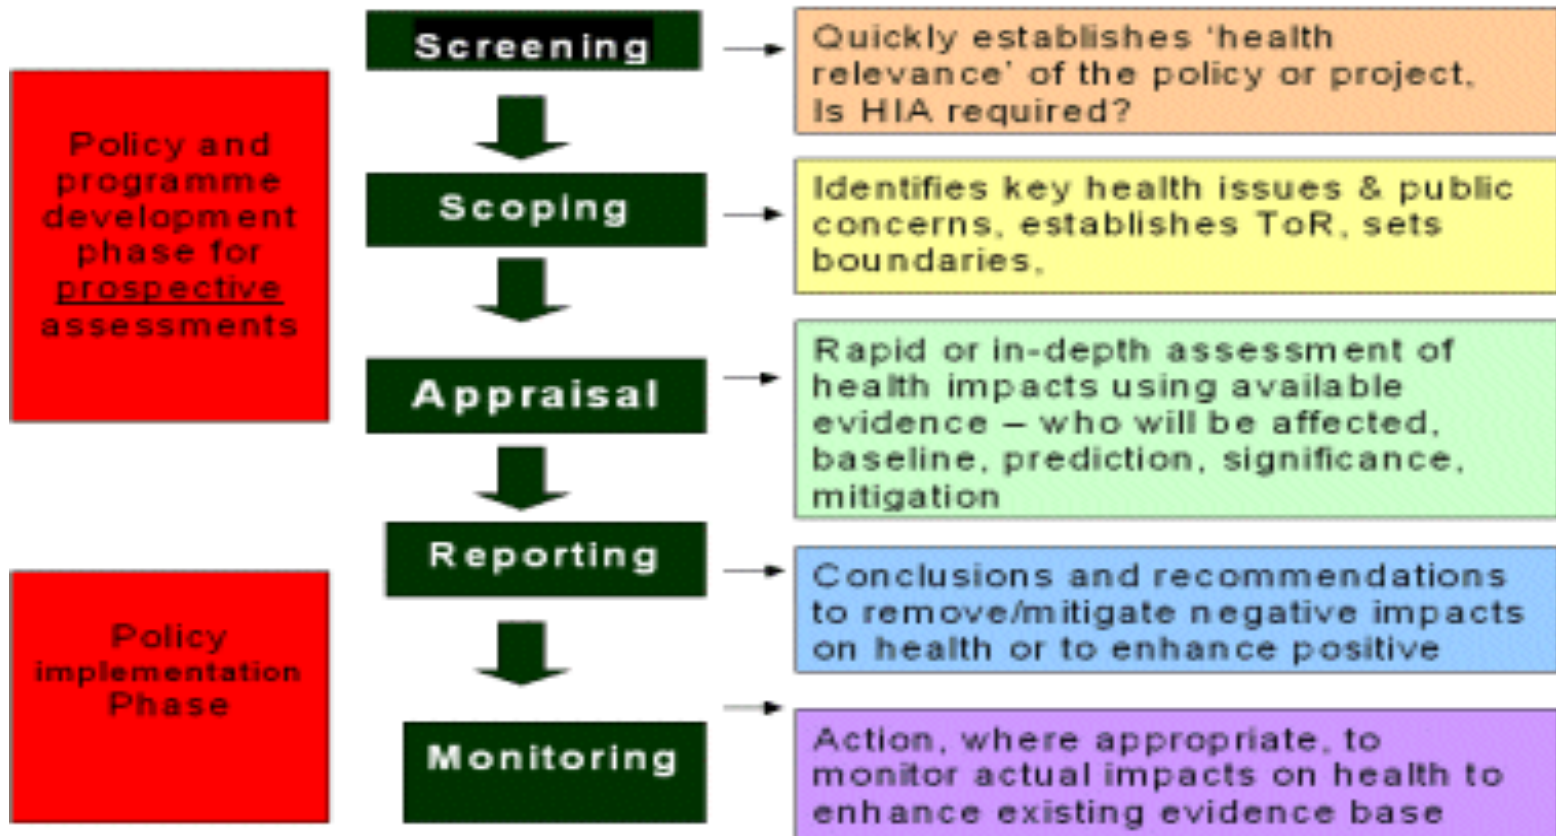 Screening
Quickly establishes ‘health
relevance’ of the policy or project,
Is HIA required?
Policy and
programme
development
phase for
prospective
assessments
Scoping
Identifies key health issues & public
concerns, establishes ToR, sets
boundaries,
Appraisal
Rapid or in-depth assessment of
health impacts using available
evidence – who will be affected,
baseline, prediction, significance,
mitigation
Reporting
Conclusions and recommendations
to remove/mitigate negative impacts
on health or to enhance positive
Policy
implementation
Phase
Monitoring
Action, where appropriate, to
monitor actual impacts on health to
enhance existing evidence base